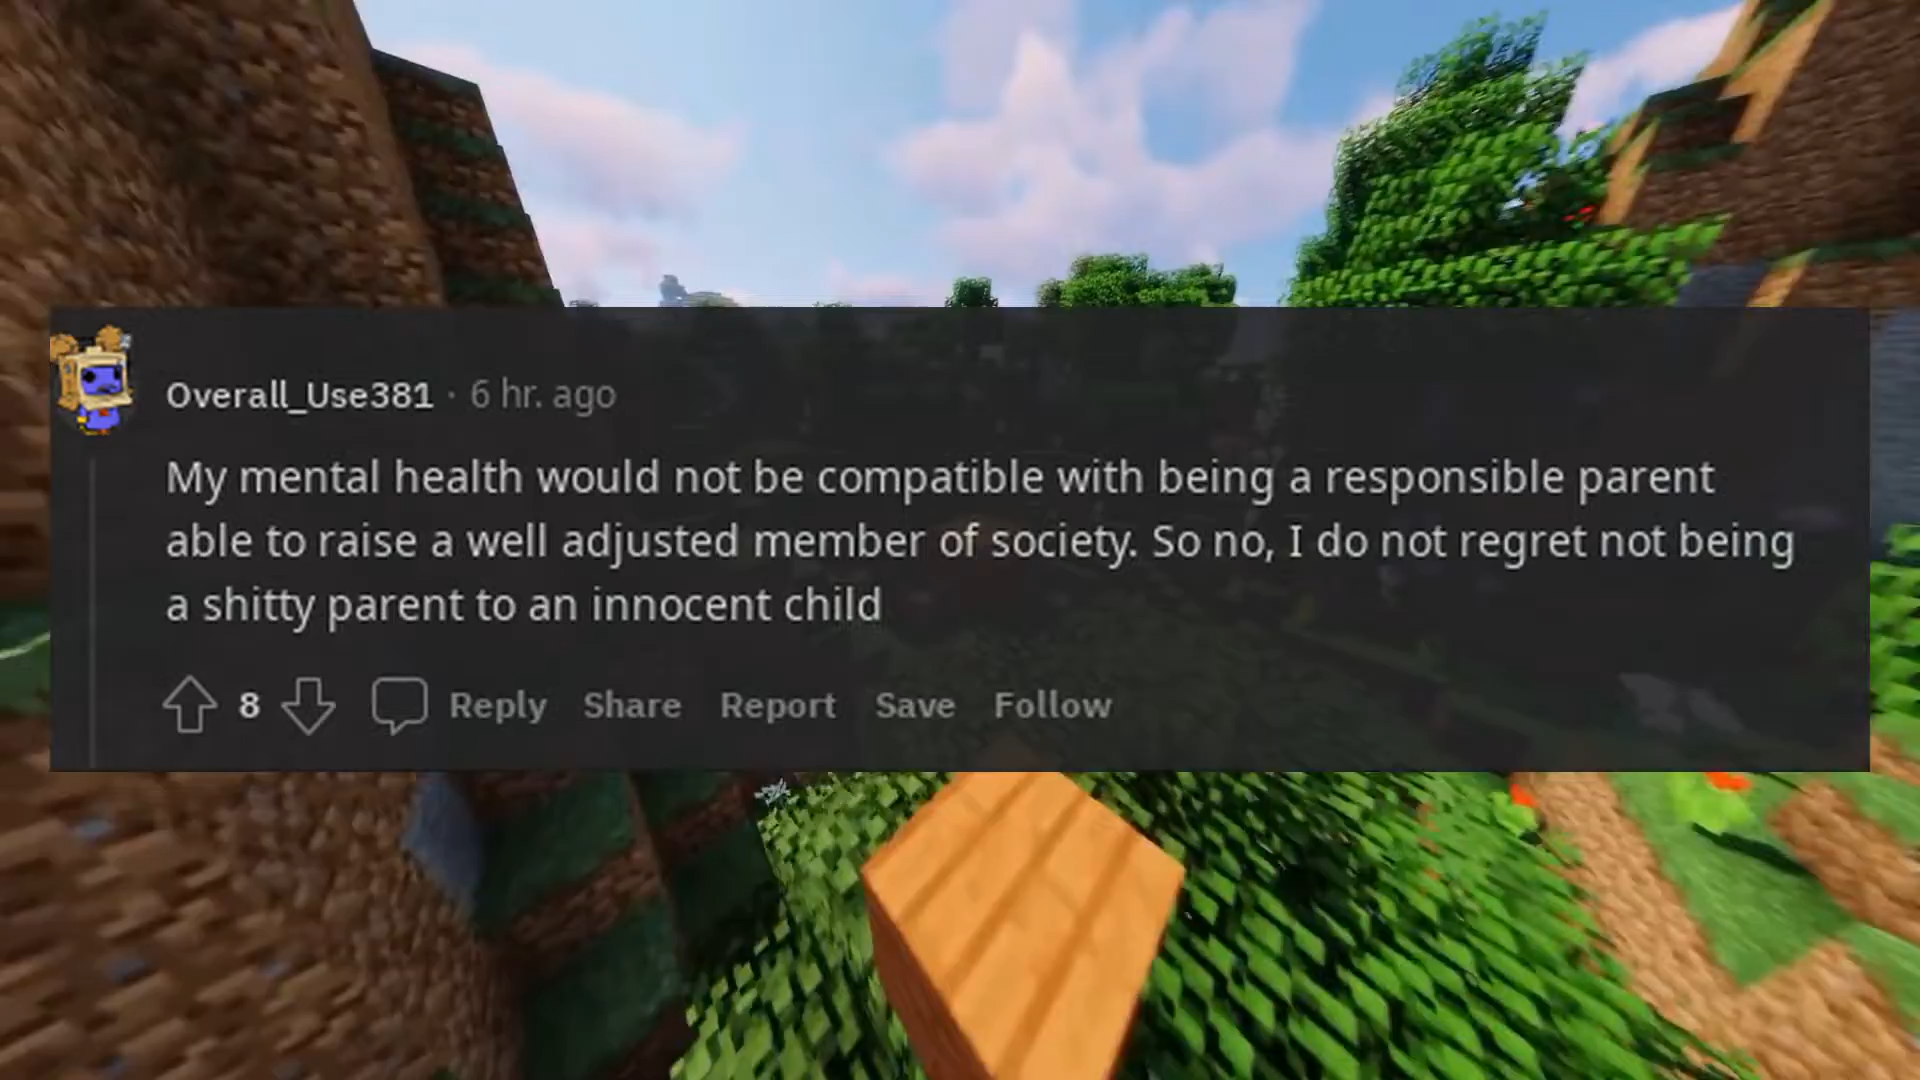 Overall_Use381 · 6 hr. ago
My mental health would not be compatible with being a responsible parent
able to raise a well adjusted member of society. So no, I do not regret not being
a shitty parent to an innocent child
8 Reply Share Report Save Follow